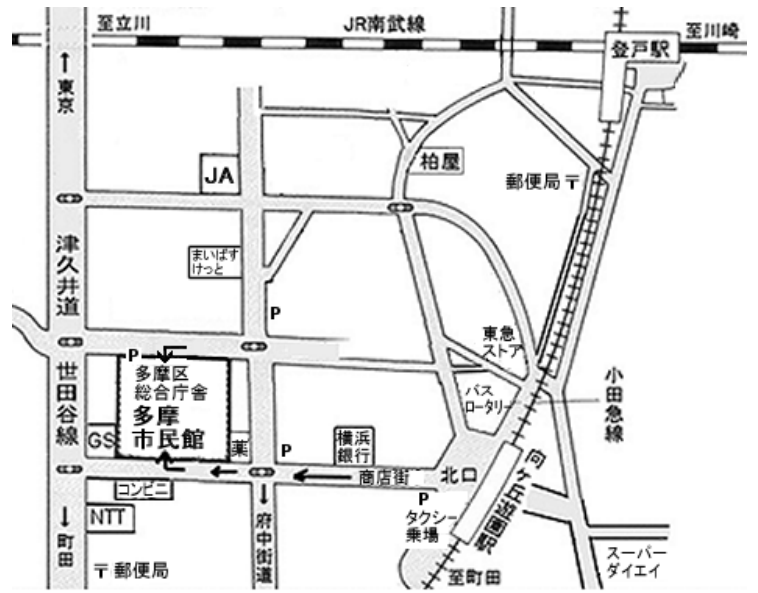 至立川
JR南武線
至川崎
登戸駅
↑東京
JA
柏屋
郵便局〒
津久井道
まいばす
けっと
P
P
東急
ストア
世田谷線
多摩区
総合庁舎
多摩
市民館
バス
ロータリー
小田急線
GS
薬
P
横浜
銀行
商店街
北口
向ヶ丘遊園駅
コンビニ
P
タクシー
乗場
NTT
↓町田
↓府中街道
〒郵便局
至町田
スーパー
ダイエイ